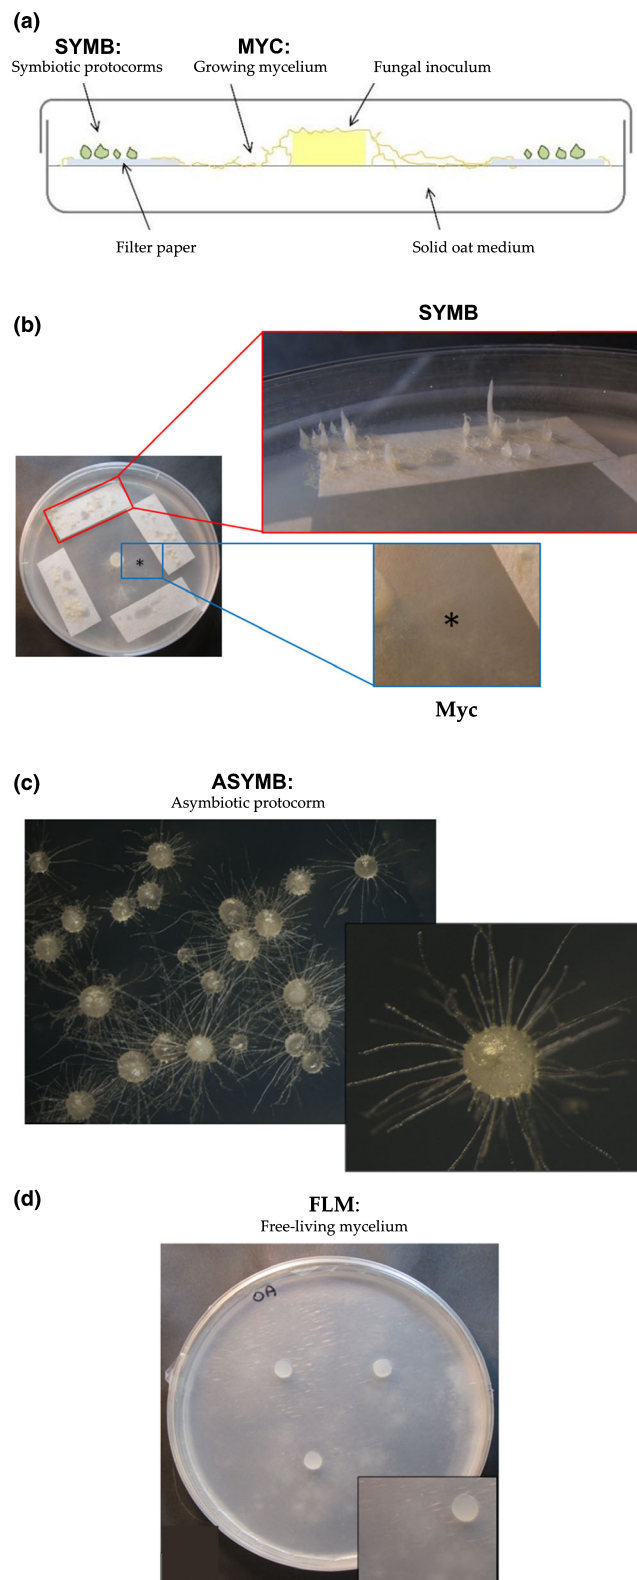 (a)
SYMB:
Symbiotic protocorms
MYC:
Growing mycelium
Fungal inoculum
Filter paper
Solid oat medium
(b)
SYMB
*
*
Myc
(c)
ASYMB:
Asymbiotic protocorm
(d)
FLM:
Free-living mycelium
OA